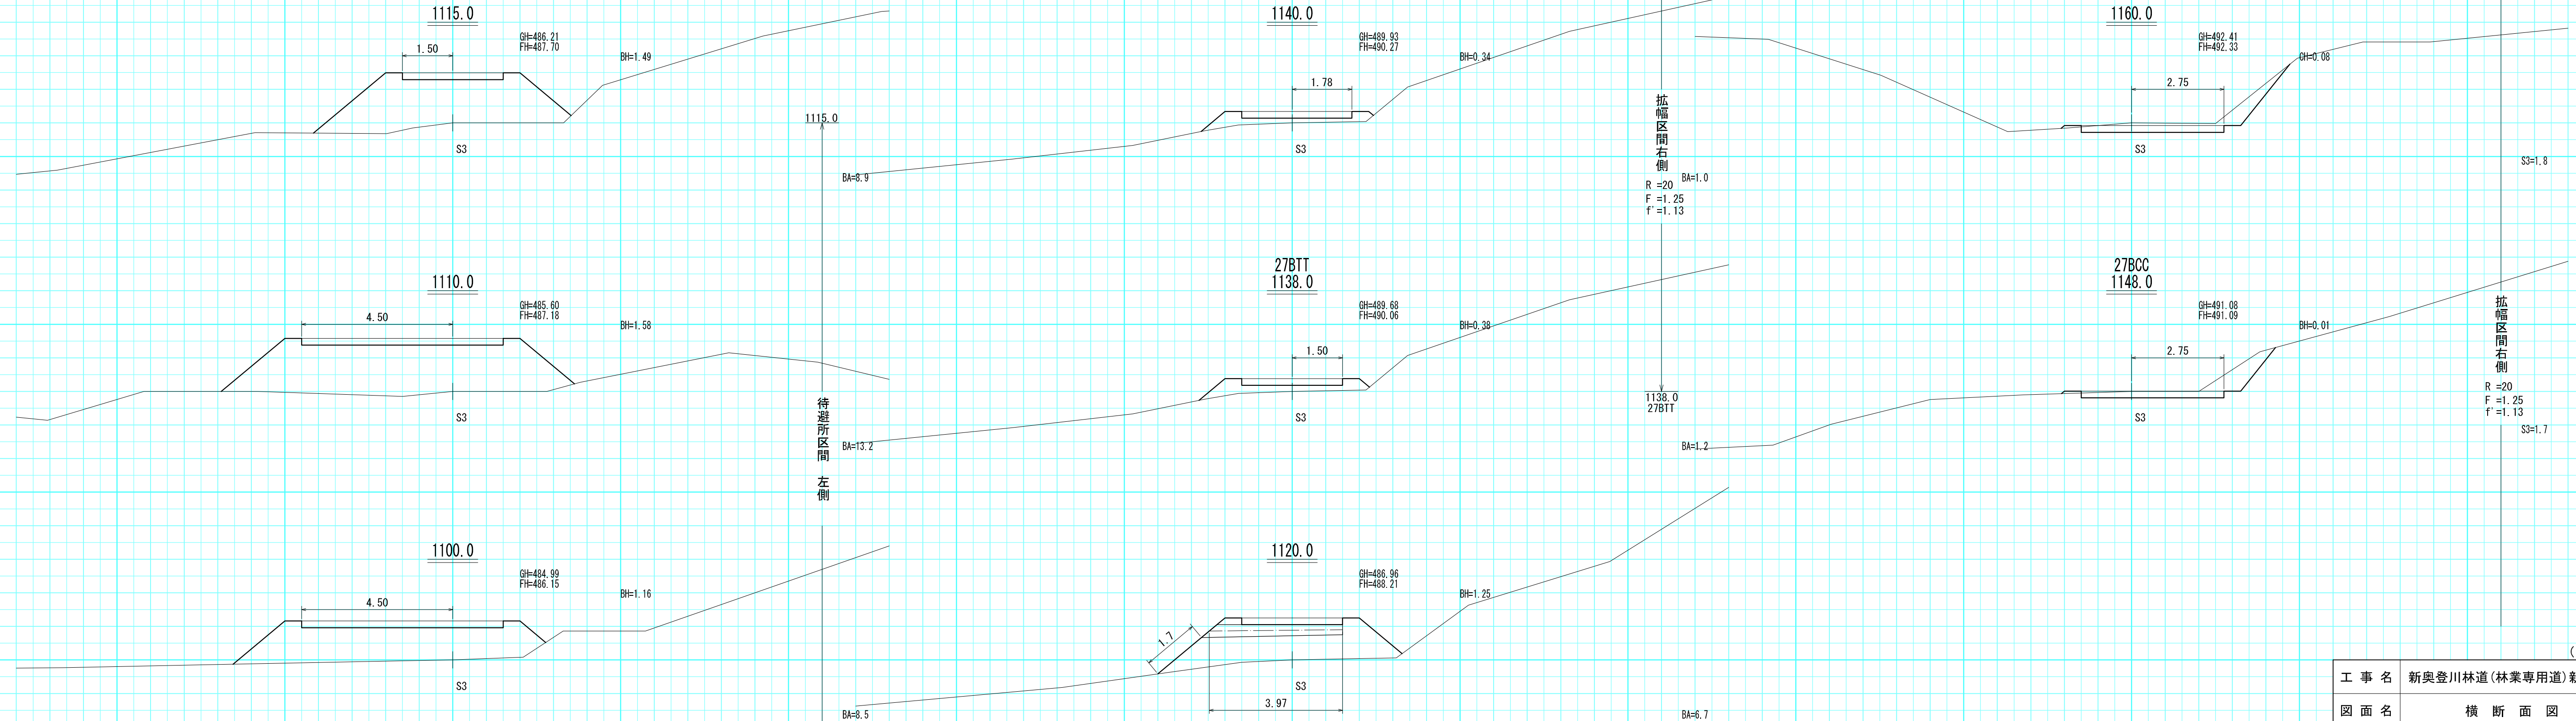 1115.0
GH=486.21
FH=487.70
BH=1.49
1.50
S3
1115.0
BA=8.9
1140.0
GH=489.93
FH=490.27
BH=0.34
1.78
S3
拡幅区間右側
R =20
F =1.25
f'=1.13
BA=1.0
1160.0
GH=492.41
FH=492.33
CH=0.08
2.75
S3
S3=1.8
1110.0
GH=485.60
FH=487.18
BH=1.58
4.50
S3
待避所区間 左側
BA=13.2
27BTT
1138.0
GH=489.68
FH=490.06
BH=0.38
1.50
S3
1138.0
27BTT
BA=1.2
27BCC
1148.0
GH=491.08
FH=491.09
BH=0.01
2.75
S3
拡幅区間右側
R =20
F =1.25
f'=1.13
S3=1.7
1100.0
GH=484.99
FH=486.15
BH=1.16
4.50
S3
BA=8.5
1120.0
GH=486.96
FH=488.21
BH=1.25
1.7
S3
3.97
BA=6.7
(
工 事 名 新奥登川林道(林業専用道)新
図 面 名 横 断 面 図